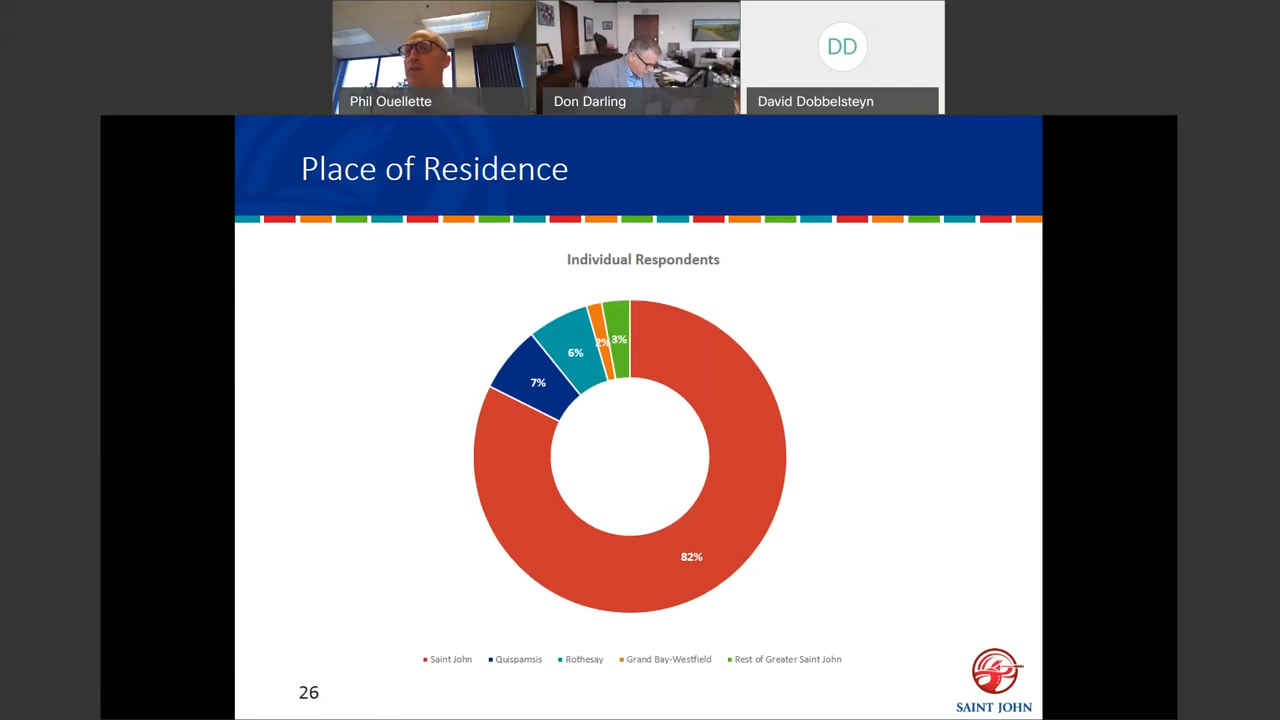 DD
Phil Ouellette
Don Darling
David Dobbelsteyn
Place of Residence
Individual Respondents
3%
2%
6%
7%
82%
Saint John
Quispamsis
Rothesay
Grand Bay-Westfield
Rest of Greater Saint John
26
SAINT JOHN